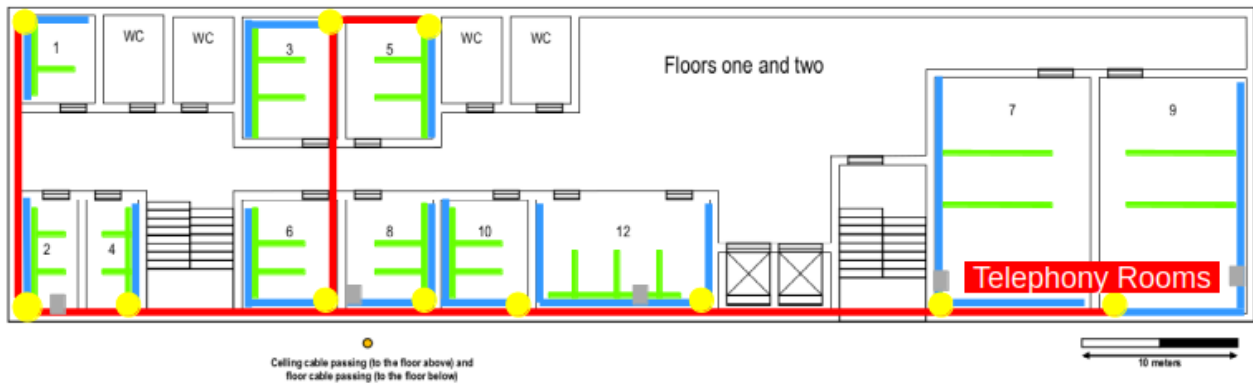 WC
WC
WC
WC
1
3
5
Floors one and two
7
9
2
4
6
8
10
12
Telephony Rooms
Celling cable passing (to the floor above) and
floor cable passing (to the floor below)
10 meters